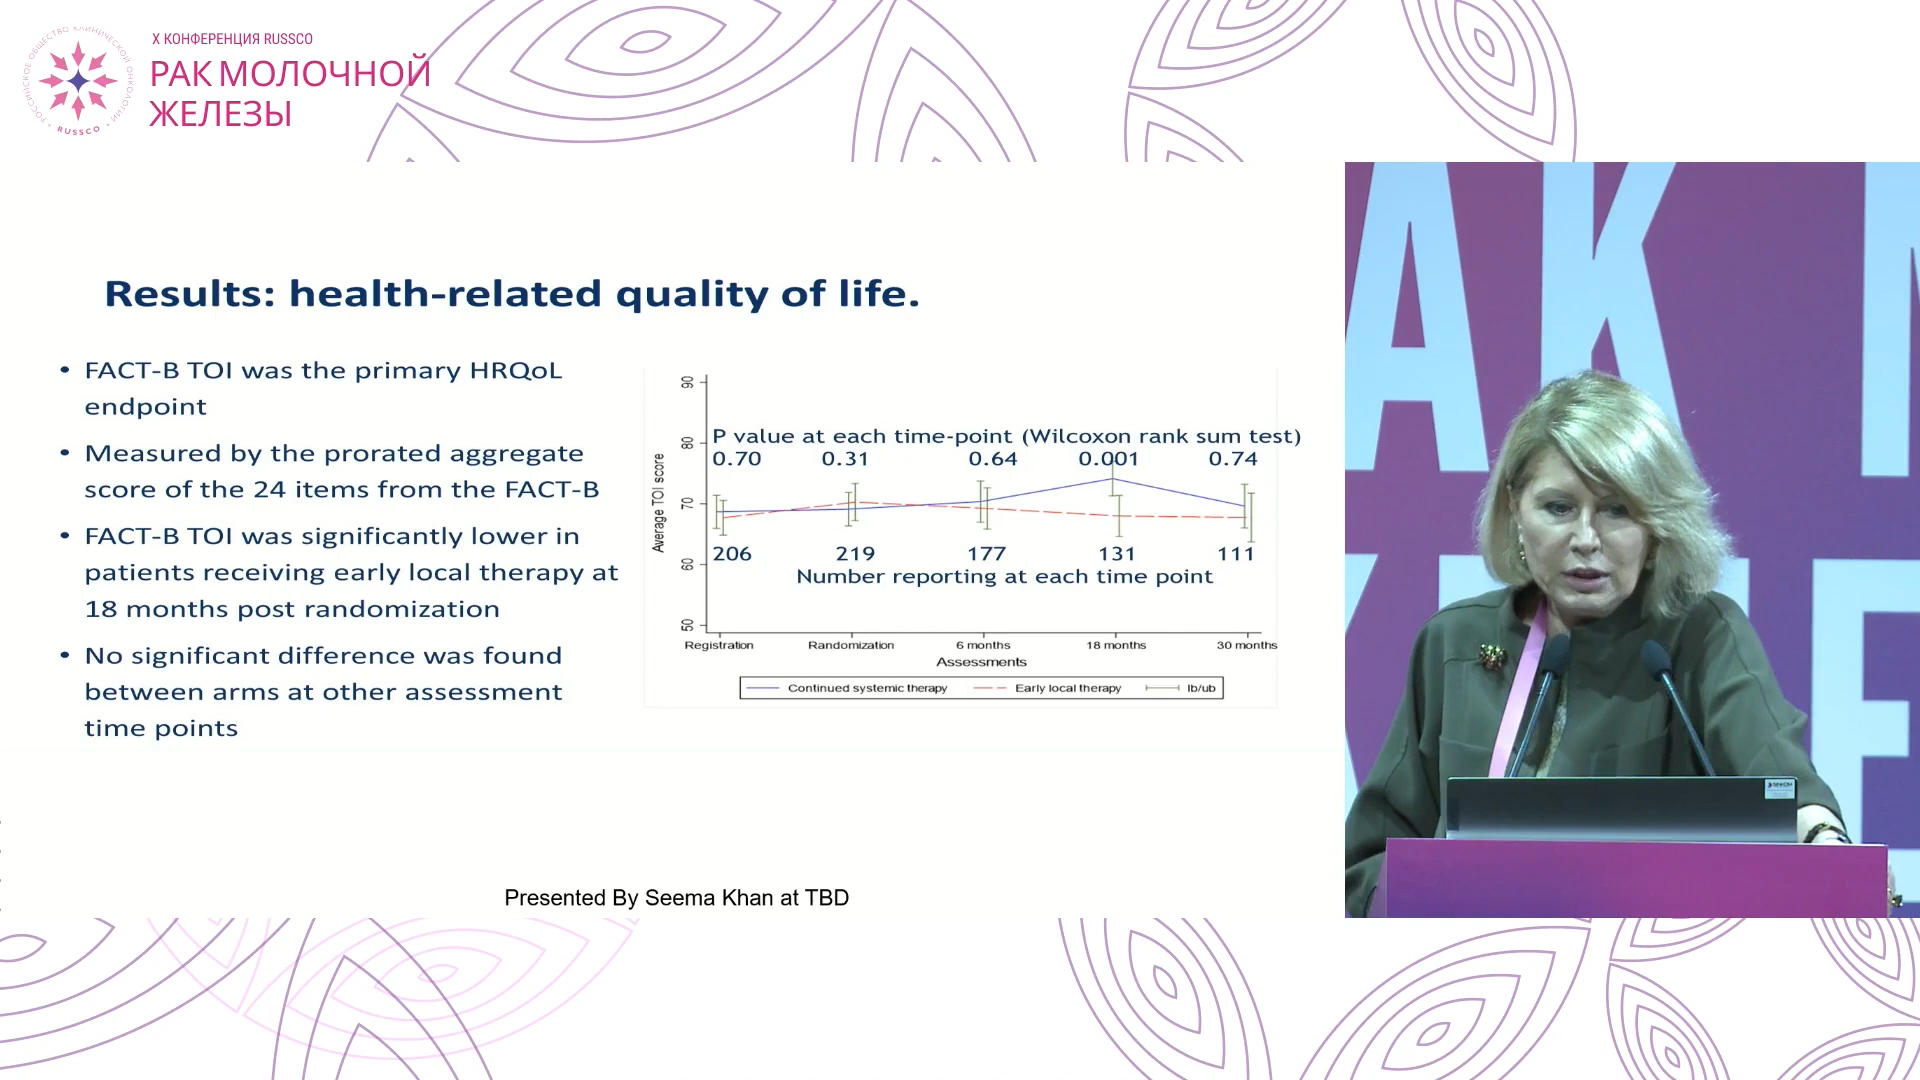 X КОНФЕРЕНЦИЯ RUSSCO
РАК МОЛОЧНОЙ
ЖЕЛЕЗЫ
РОССИЙСКОЕ ОБЩЕСТВО КЛИНИЧЕСКОЙ ОНКОЛОГИИ
RUSSCO
Results: health-related quality of life.
• FACT-B TOI was the primary HRQoL
endpoint
• Measured by the prorated aggregate
score of the 24 items from the FACT-B
• FACT-B TOI was significantly lower in
patients receiving early local therapy at
18 months post randomization
• No significant difference was found
between arms at other assessment
time points
P value at each time-point (Wilcoxon rank sum test)
0.70 0.31 0.64 0.001 0.74
206 219 177 131 111
Number reporting at each time point
Average TOI score
90
80
70
60
50
Registration Randomization 6 months 18 months 30 months
Assessments
Continued systemic therapy Early local therapy lb/ub
Presented By Seema Khan at TBD